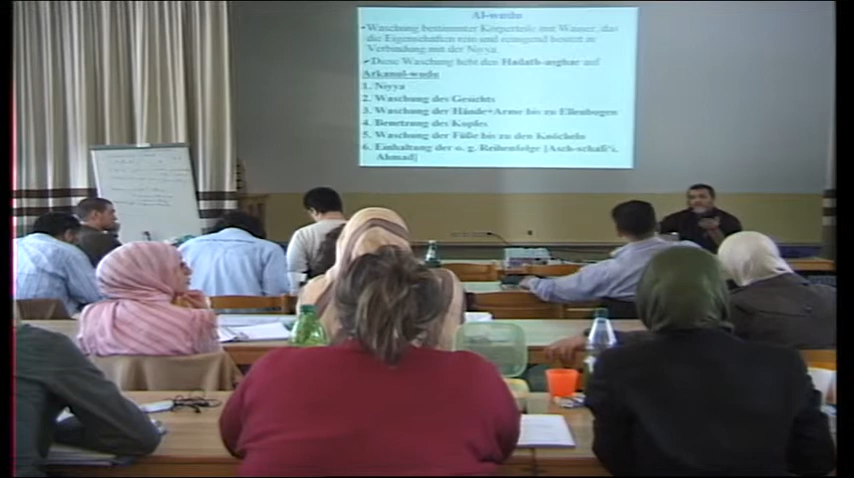 Al-wudu
Waschung bestimmter Körperteile mit Wasser, das
die Eigenschaften rein und reinigend besitzt in
Verbindung mit der Niyya
Diese Waschung hebt den Hadath-asghar auf
Arkanul-wudu
1. Niyya
2. Waschung des Gesichts
3. Waschung der Hände+Arme bis zu Ellenbogen
4. Benetzung des Kopfes
5. Waschung der Füße bis zu den Knöcheln
6. Einhaltung der o. g. Reihenfolge [Asch-schafi'i,
Ahmad]